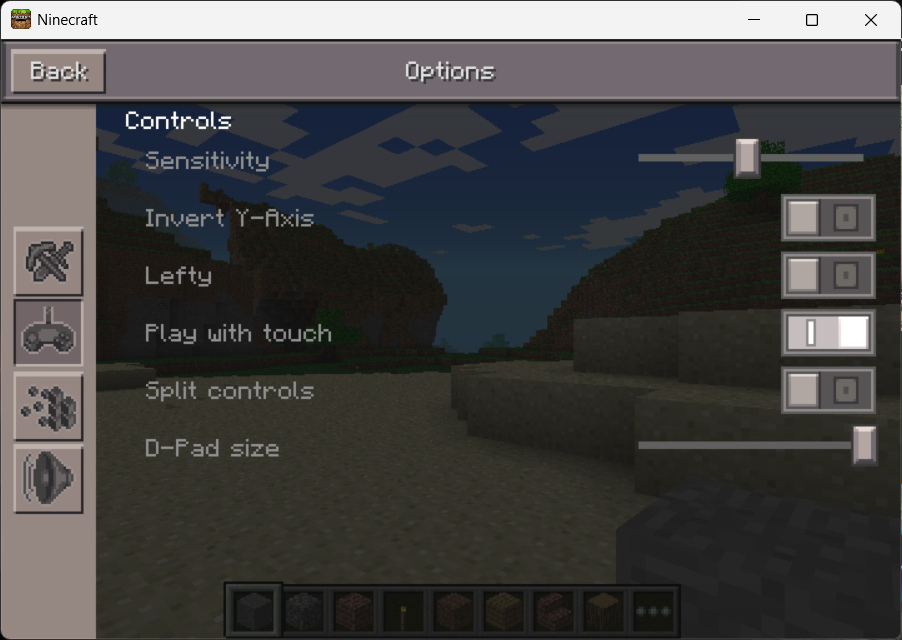 Ninecraft
Back
Options
Controls
Sensitivity
Invert Y-Axis
Lefty
Play with touch
Split controls
D-Pad size